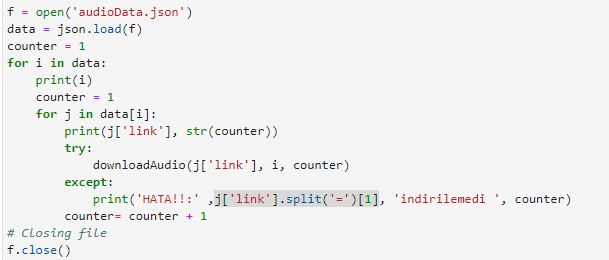 f = open('audioData.json')
data = json.load(f)
counter = 1
for i in data:
    print(i)
    counter = 1
    for j in data[i]:
        print(j['link'], str(counter))
        try:
            downloadAudio(j['link'], i, counter)
        except:
            print('HATA!!:' ,j['link'].split('=')[1], 'indirilemedi ', counter)
        counter= counter + 1
# Closing file
f.close()